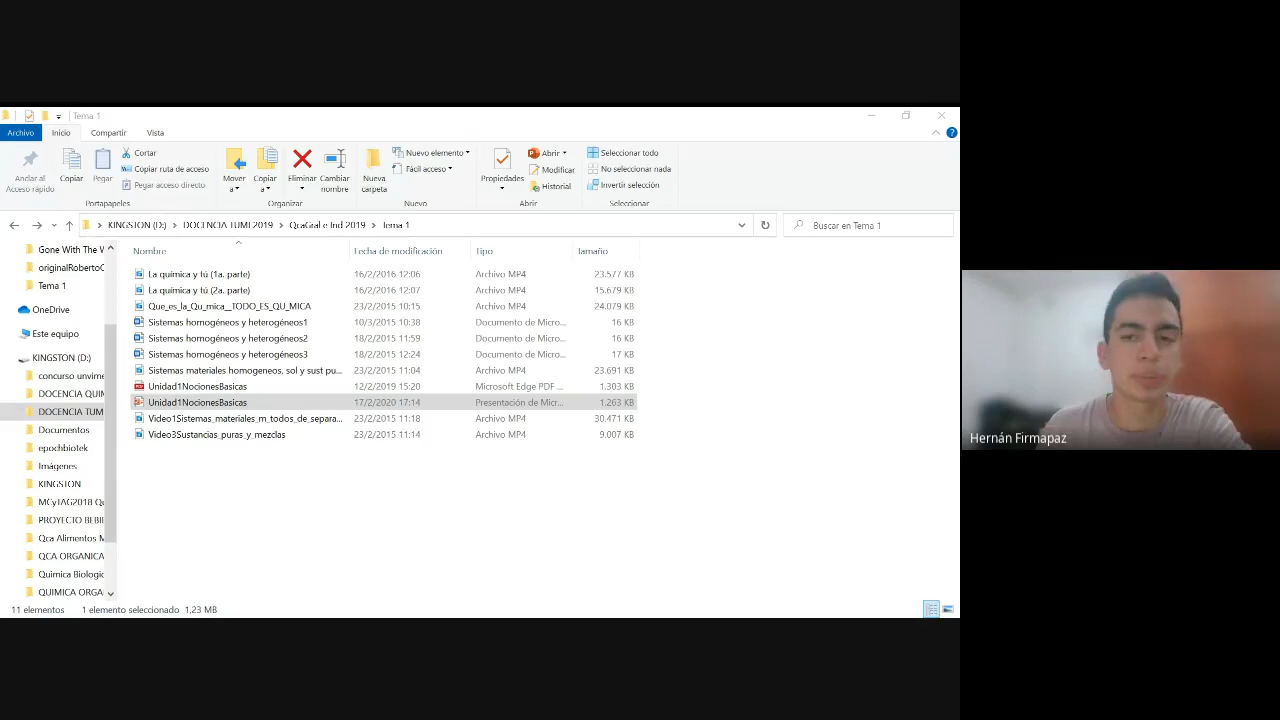 Tema 1
Archivo Inicio Compartir Vista
Anclar al Acceso rápido
Copiar
Pegar
Cortar
Copiar ruta de acceso
Pegar acceso directo
Portapapeles
Mover a
Copiar a
Eliminar
Cambiar nombre
Organizar
Nueva carpeta
Nuevo elemento
Fácil acceso
Nuevo
Propiedades
Abrir
Modificar
Historial
Abrir
Seleccionar todo
No seleccionar nada
Invertir selección
Seleccionar
KINGSTON (D:) > DOCENCIA TUMI 2019 > QcaGral e Ind 2019 > Tema 1
Buscar en Tema 1
Gone With The W
originalRobertoC
Tema 1
OneDrive
Este equipo
KINGSTON (D:)
concurso unvime
DOCENCIA QUIN
DOCENCIA TUM
Documentos
epochbiotek
Imágenes
KINGSTON
MCyTAG2018 Qu
PROYECTO BEBI
Qca Alimentos M
QCA ORGANICA
Quimica Biologic
QUIMICA ORGA
Nombre Fecha de modificación Tipo Tamaño
La química y tú (1a. parte) 16/2/2016 12:06 Archivo MP4 23.577 KB
La química y tú (2a. parte) 16/2/2016 12:07 Archivo MP4 15.679 KB
Que_es_la_Qu_mica__TODO_ES_QU_MICA 23/2/2015 10:15 Archivo MP4 24.079 KB
Sistemas homogéneos y heterogéneos1 10/3/2015 10:38 Documento de Micro... 16 KB
Sistemas homogéneos y heterogéneos2 18/2/2015 11:59 Documento de Micro... 16 KB
Sistemas homogéneos y heterogéneos3 18/2/2015 12:24 Documento de Micro... 17 KB
Sistemas materiales homogeneos, sol y sust pu... 23/2/2015 11:04 Archivo MP4 23.691 KB
Unidad1NocionesBasicas 12/2/2019 15:20 Microsoft Edge PDF ... 1.303 KB
Unidad1NocionesBasicas 17/2/2020 17:14 Presentación de Micr... 1.263 KB
Video1Sistemas_materiales_m_todos_de_separa... 23/2/2015 11:18 Archivo MP4 30.471 KB
Video3Sustancias_puras_y_mezclas 23/2/2015 11:14 Archivo MP4 9.007 KB
11 elementos 1 elemento seleccionado 1,23 MB
Hernán Firmapaz